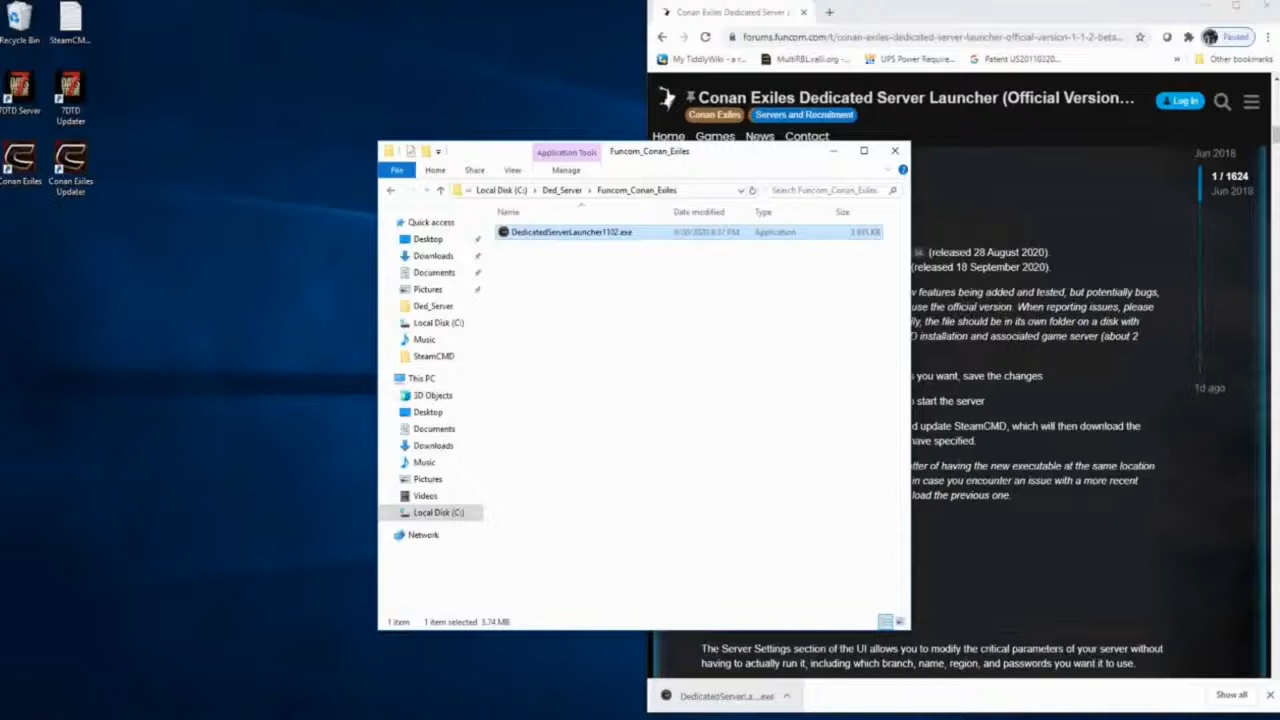 Recycle Bin
SteamCM...
7DTD Server
7DTD
Updater
Conan Exiles
Conan Exiles
Updater
Conan Exiles Dedicated Server
forums.funcom.com/t/conan-exiles-dedicated-server-launcher-official-version-1-1-2-beta...
Paused
My TiddlyWiki - a r...
MultiRBL.valli.org -...
UPS Power Require...
Patent US20110320...
»
Other bookmarks
Conan Exiles Dedicated Server Launcher (Official Version...
Conan Exiles
Servers and Recruitment
Log In
Home Games News Contact
Jun 2018
1 / 1624
Jun 2018
1d ago
Application Tools
Funcom_Conan_Exiles
File
Home
Share
View
Manage
« Local Disk (C:) › Ded_Server › Funcom_Conan_Exiles
Search Funcom_Conan_Exiles
Name
Date modified
Type
Size
DedicatedServerLauncher1102.exe
Application
Quick access
Desktop
Downloads
Documents
Pictures
Ded_Server
Local Disk (C:)
Music
SteamCMD
This PC
3D Objects
Desktop
Documents
Downloads
Music
Pictures
Videos
Local Disk (C:)
Network
1 item
1 item selected 3.74 MB
(released 28 August 2020).
(released 18 September 2020).
features being added and tested, but potentially bugs,
use the official version. When reporting issues, please
the file should be in its own folder on a disk with
installation and associated game server (about 2
you want, save the changes
start the server
update SteamCMD, which will then download the
have specified.
of having the new executable at the same location
in case you encounter an issue with a more recent
load the previous one.
The Server Settings section of the UI allows you to modify the critical parameters of your server without
having to actually run it, including which branch, name, region, and passwords you want it to use.
DedicatedServerLa....exe
Show all